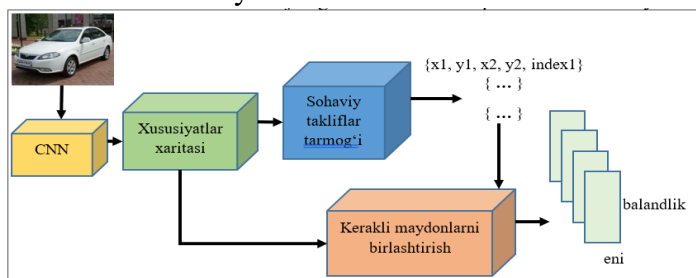 {x1, y1, x2, y2, index1}
{ ... }
{ ... }
CNN
Xususiyatlar
xaritasi
Sohaviy
takliflar
tarmog‘i
Kerakli maydonlarni
birlashtirish
balandlik
eni